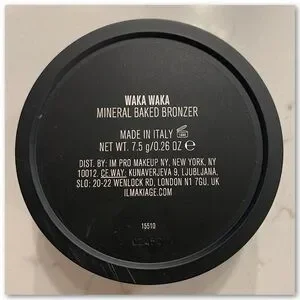 WAKA WAKA
MINERAL BAKED BRONZER
MADE IN ITALY
NET WT. 7.5 g/0.26 OZ e
DIST. BY: IM PRO MAKEUP NY, NEW YORK, NY
10012. CE.WAY. KUNAVERJEVA 9, LJUBLJANA,
SLO: 20-22 WENLOCK RD, LONDON N1 7GU. UK
ILMAKIAGE.COM
15510